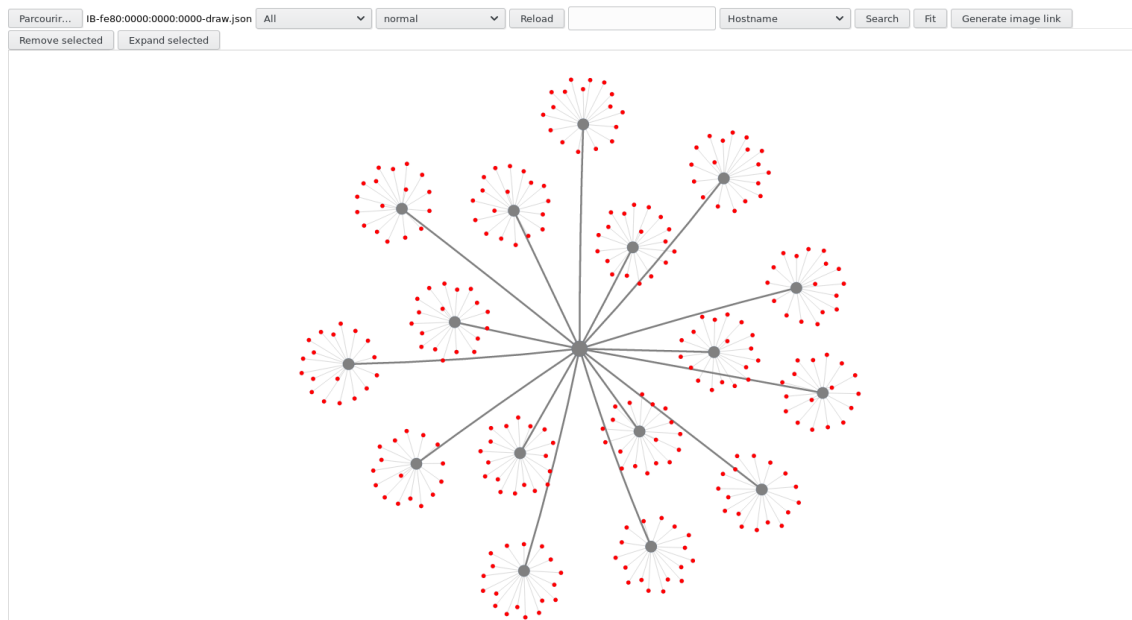 Parcourir... IB-fe80:0000:0000:0000-draw.json All normal Reload Hostname Search Fit Generate image link
Remove selected Expand selected